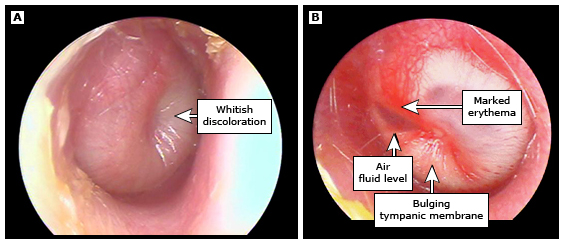 A
Whitish
discoloration
B
Marked
erythema
Air
fluid level
Bulging
tympanic membrane